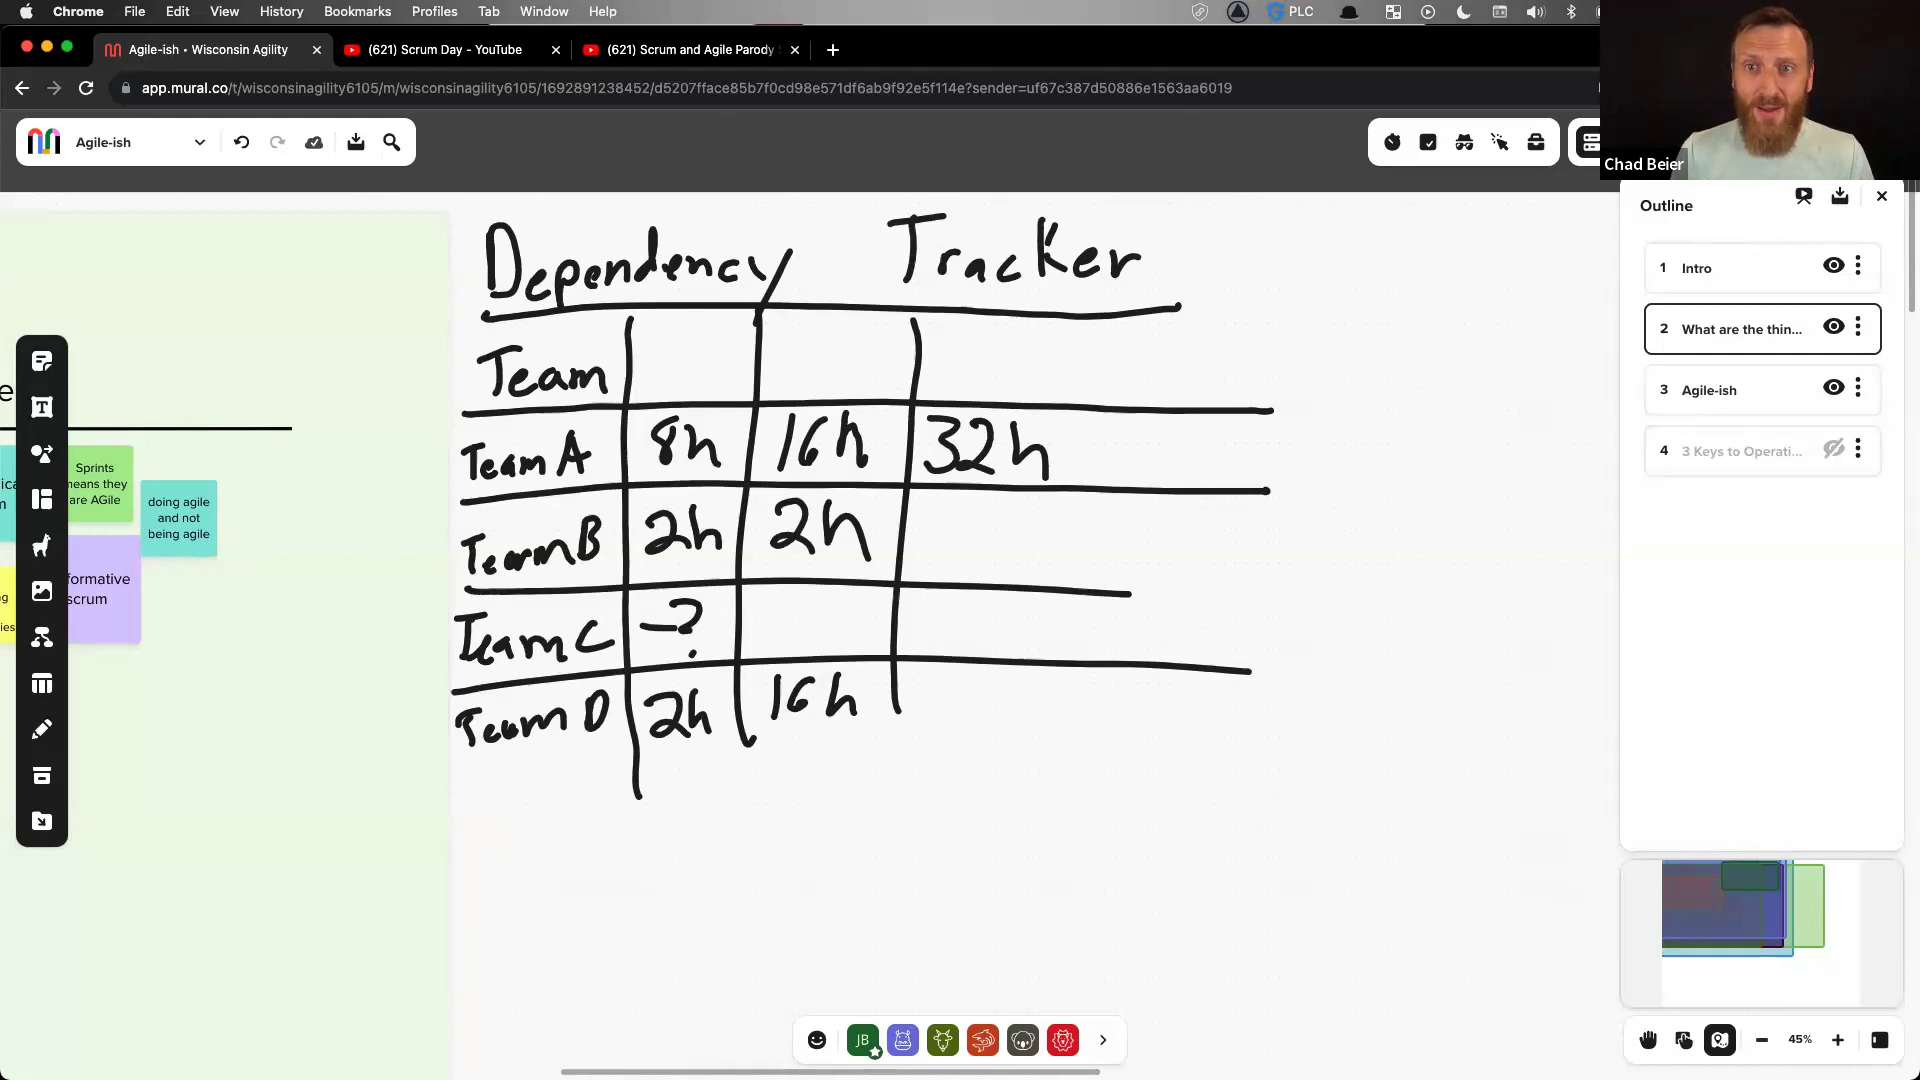 Chrome File Edit View History Bookmarks Profiles Tab Window Help PLC
Agile-ish • Wisconsin Agility (621) Scrum Day - YouTube (621) Scrum and Agile Parody
app.mural.co/t/wisconsinagility6105/m/wisconsinagility6105/1692891238452/d5207fface85b7f0cd98e571df6ab9f92e5f114e?sender=uf67c387d50886e1563aa6019
Agile-ish
Chad Beier
Outline
1 Intro
2 What are the thin...
3 Agile-ish
4 3 Keys to Operati...
Dependency Tracker
Team
Team A 8h 16h 32h
Team B 2h 2h
Team C -?
Team D 2h 16h
Sprints
means they
are AGile
doing agile
and not
being agile
formative
scrum
JB
45%